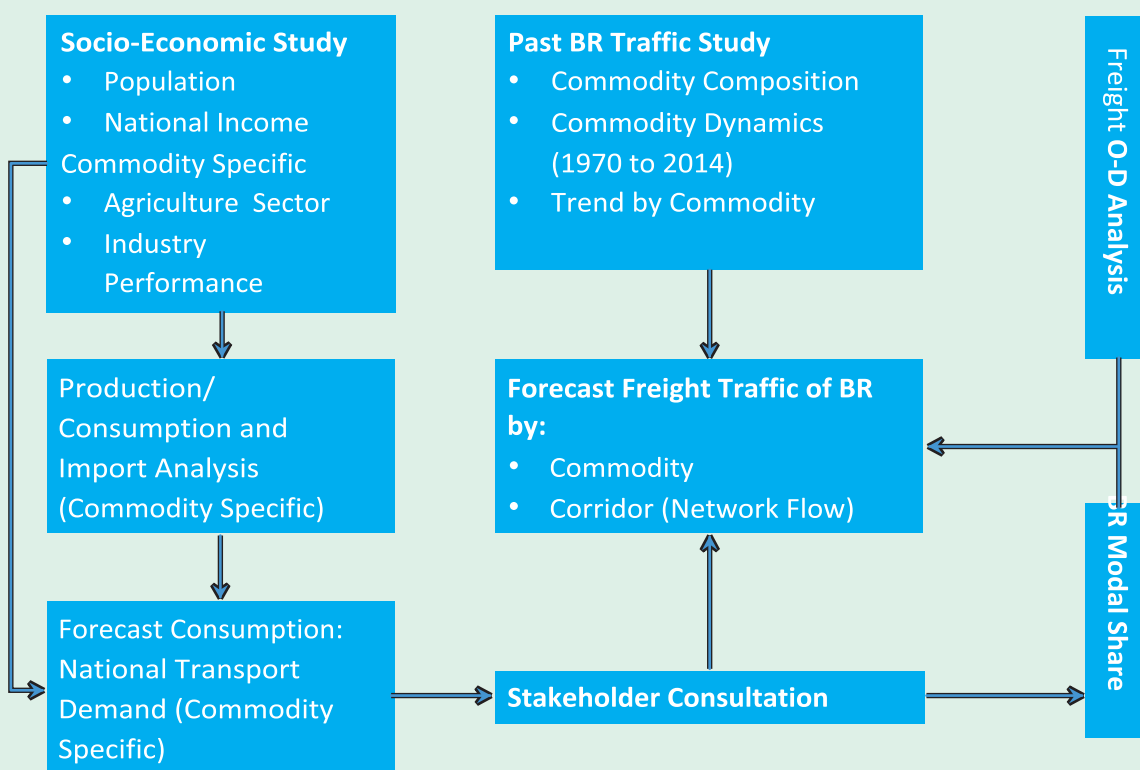 Socio-Economic Study
• Population
• National Income
Commodity Specific
• Agriculture Sector
• Industry
Performance
Past BR Traffic Study
• Commodity Composition
• Commodity Dynamics
(1970 to 2014)
• Trend by Commodity
Freight O-D Analysis
Production/
Consumption and
Import Analysis
(Commodity Specific)
Forecast Freight Traffic of BR
by:
• Commodity
• Corridor (Network Flow)
BR Modal Share
Forecast Consumption:
National Transport
Demand (Commodity
Specific)
Stakeholder Consultation